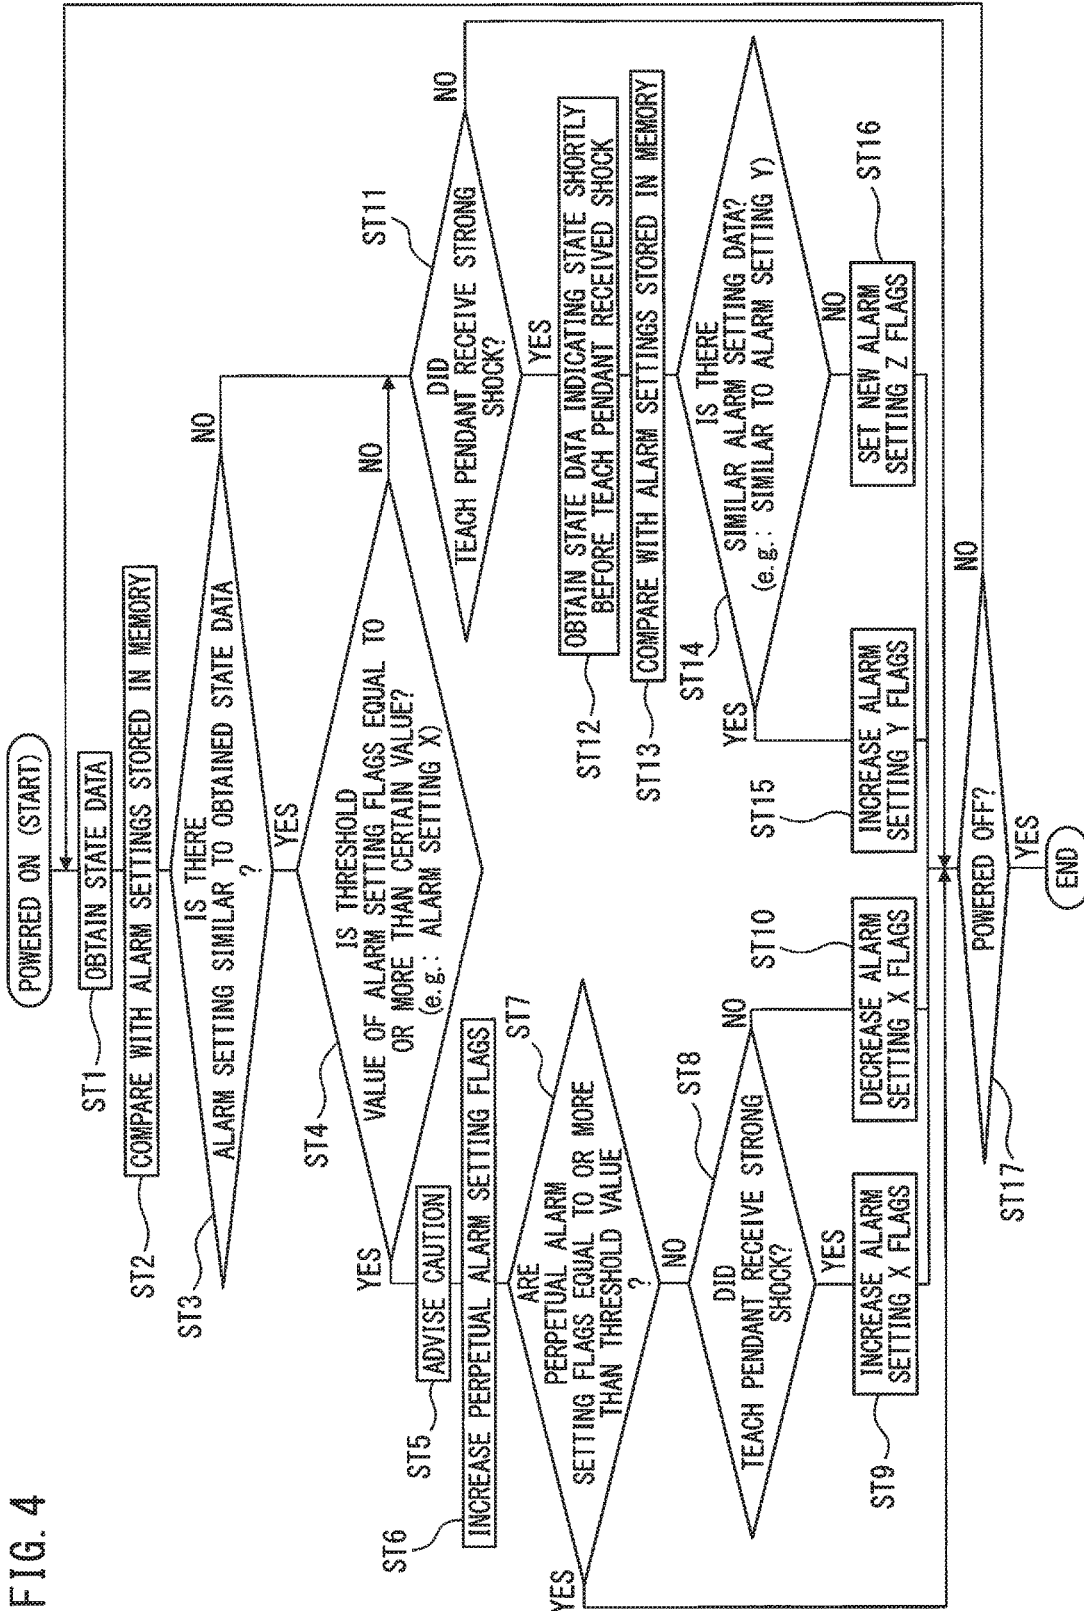 FIG. 4
POWERED ON (START)
ST1
OBTAIN STATE DATA
ST2
COMPARE WITH ALARM SETTINGS STORED IN MEMORY
ST3
IS THERE
ALARM SETTING SIMILAR TO OBTAINED STATE DATA
?
NO
YES
ST4
IS THRESHOLD
VALUE OF ALARM SETTING FLAGS EQUAL TO
OR MORE THAN CERTAIN VALUE?
(e.g.: ALARM SETTING X)
NO
YES
ST5
ADVISE CAUTION
ST6
INCREASE PERPETUAL ALARM SETTING FLAGS
ST7
ARE
PERPETUAL ALARM
SETTING FLAGS EQUAL TO OR MORE
THAN THRESHOLD VALUE
?
YES
NO
ST8
DID
TEACH PENDANT RECEIVE STRONG
SHOCK?
NO
YES
ST9
INCREASE ALARM
SETTING X FLAGS
ST10
DECREASE ALARM
SETTING X FLAGS
ST11
DID
TEACH PENDANT RECEIVE STRONG
SHOCK?
NO
YES
ST12
OBTAIN STATE DATA INDICATING STATE SHORTLY
BEFORE TEACH PENDANT RECEIVED SHOCK
ST13
COMPARE WITH ALARM SETTINGS STORED IN MEMORY
ST14
IS THERE
SIMILAR ALARM SETTING DATA?
(e.g.: SIMILAR TO ALARM SETTING Y)
YES
NO
ST15
INCREASE ALARM
SETTING Y FLAGS
ST16
SET NEW ALARM
SETTING Z FLAGS
ST17
POWERED OFF?
NO
YES
END